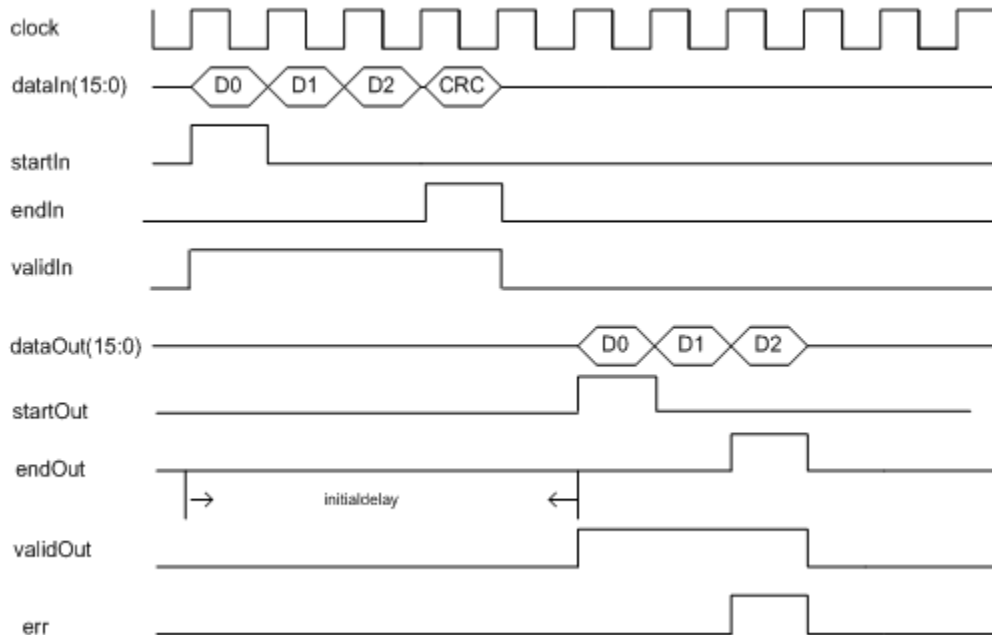 clock
dataIn(15:0) D0 D1 D2 CRC
startIn
endIn
validIn
dataOut(15:0) D0 D1 D2
startOut
endOut
initialdelay
validOut
err